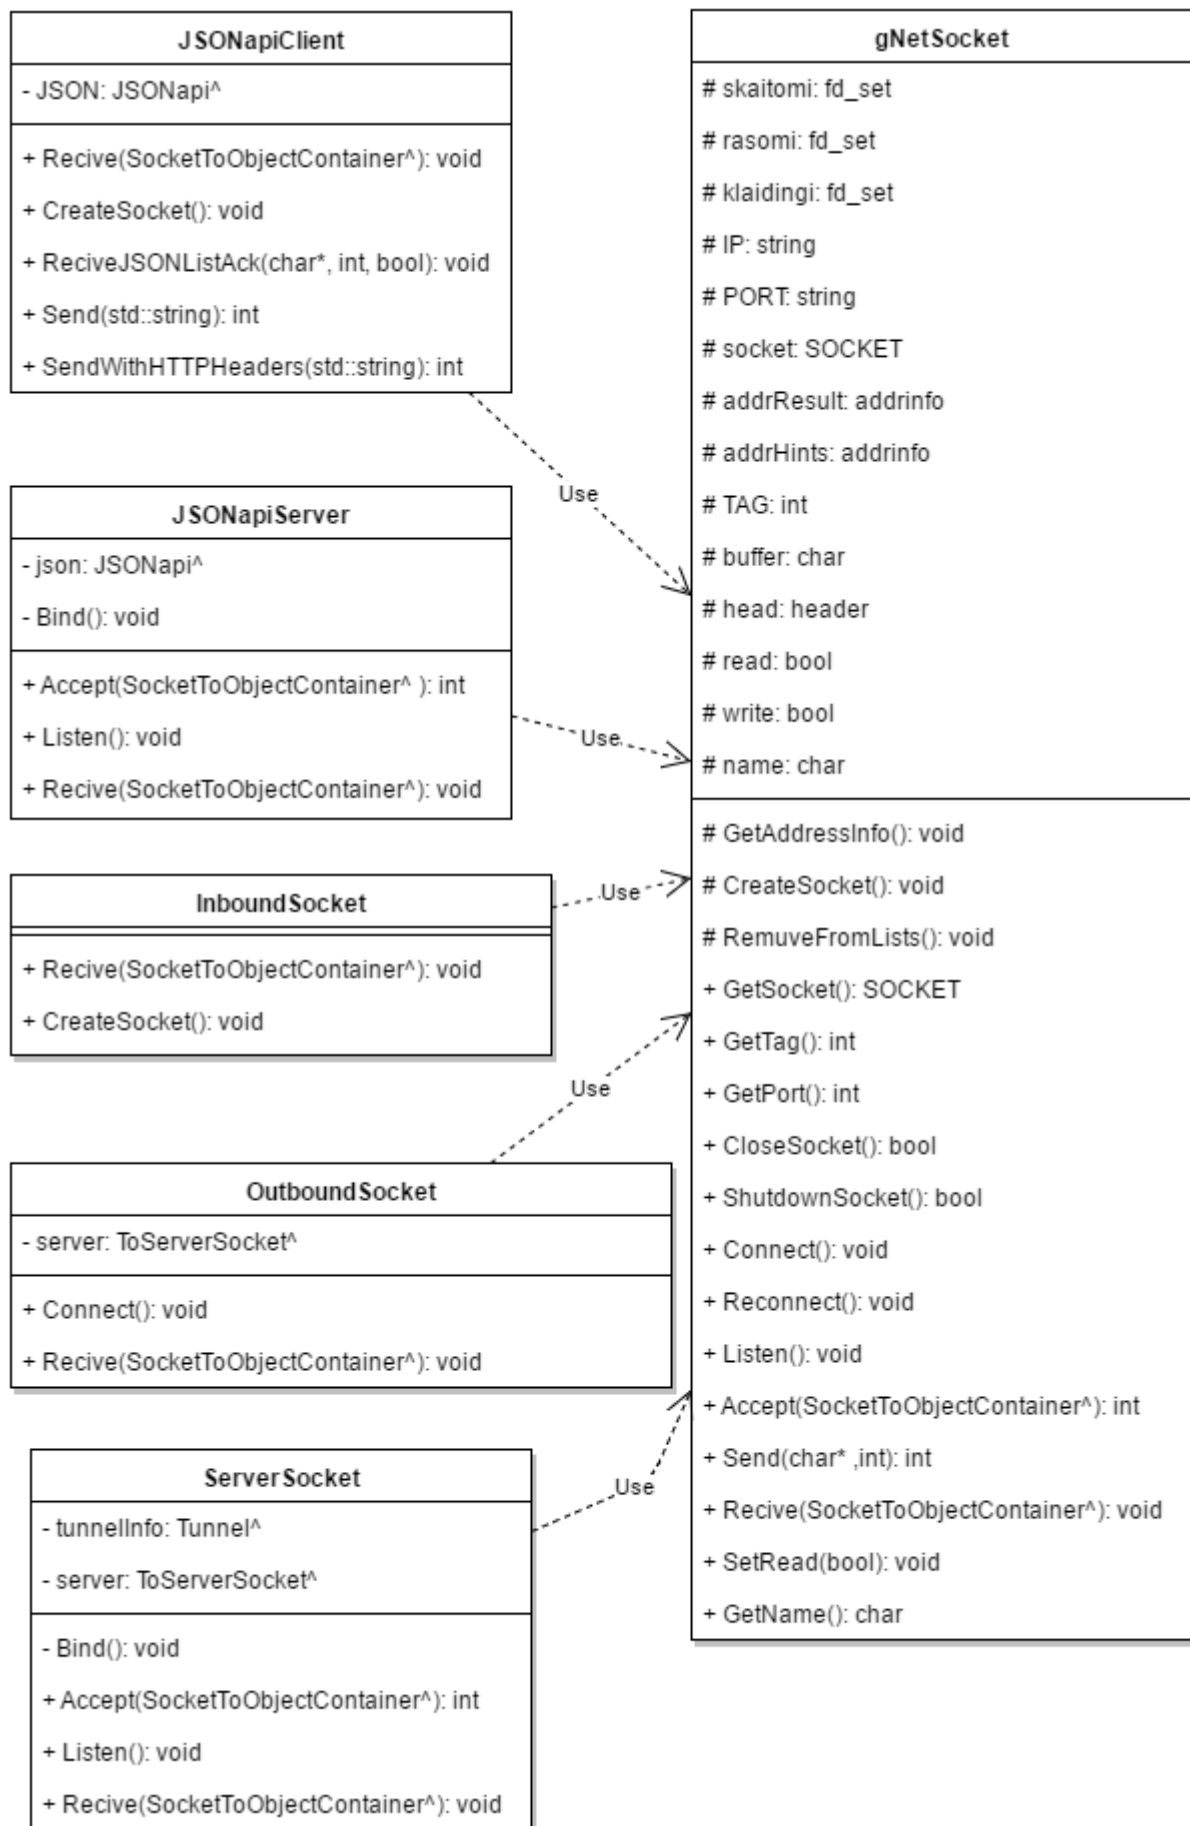 JSONapiClient
- JSON: JSONapi^
+ Recive(SocketToObjectContainer^): void
+ CreateSocket(): void
+ ReciveJSONListAck(char*, int, bool): void
+ Send(std::string): int
+ SendWithHTTPHeaders(std::string): int
Use
JSONapiServer
- json: JSONapi^
- Bind(): void
+ Accept(SocketToObjectContainer^ ): int
+ Listen(): void
+ Recive(SocketToObjectContainer^): void
Use
InboundSocket
+ Recive(SocketToObjectContainer^): void
+ CreateSocket(): void
Use
OutboundSocket
- server: ToServerSocket^
+ Connect(): void
+ Recive(SocketToObjectContainer^): void
Use
ServerSocket
- tunnelInfo: Tunnel^
- server: ToServerSocket^
- Bind(): void
+ Accept(SocketToObjectContainer^): int
+ Listen(): void
+ Recive(SocketToObjectContainer^): void
Use
gNetSocket
# skaitomi: fd_set
# rasomi: fd_set
# klaidingi: fd_set
# IP: string
# PORT: string
# socket: SOCKET
# addrResult: addrinfo
# addrHints: addrinfo
# TAG: int
# buffer: char
# head: header
# read: bool
# write: bool
# name: char
# GetAddressInfo(): void
# CreateSocket(): void
# RemuveFromLists(): void
+ GetSocket(): SOCKET
+ GetTag(): int
+ GetPort(): int
+ CloseSocket(): bool
+ ShutdownSocket(): bool
+ Connect(): void
+ Reconnect(): void
+ Listen(): void
+ Accept(SocketToObjectContainer^): int
+ Send(char* ,int): int
+ Recive(SocketToObjectContainer^): void
+ SetRead(bool): void
+ GetName(): char